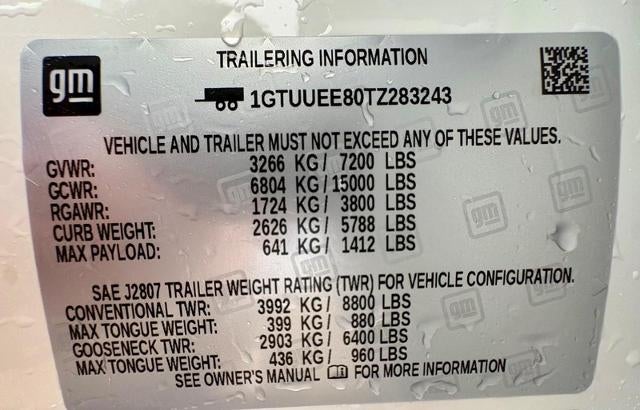 gm
TRAILERING INFORMATION
1GTUUEE80TZ283243
VEHICLE AND TRAILER MUST NOT EXCEED ANY OF THESE VALUES.
GVWR: 3266 KG / 7200 LBS
GCWR: 6804 KG / 15000 LBS
RGAWR: 1724 KG / 3800 LBS
CURB WEIGHT: 2626 KG / 5788 LBS
MAX PAYLOAD: 641 KG / 1412 LBS
SAE J2807 TRAILER WEIGHT RATING (TWR) FOR VEHICLE CONFIGURATION.
CONVENTIONAL TWR: 3992 KG / 8800 LBS
MAX TONGUE WEIGHT: 399 KG / 880 LBS
GOOSENECK TWR: 2903 KG / 6400 LBS
MAX TONGUE WEIGHT: 436 KG / 960 LBS
SEE OWNER'S MANUAL FOR MORE INFORMATION